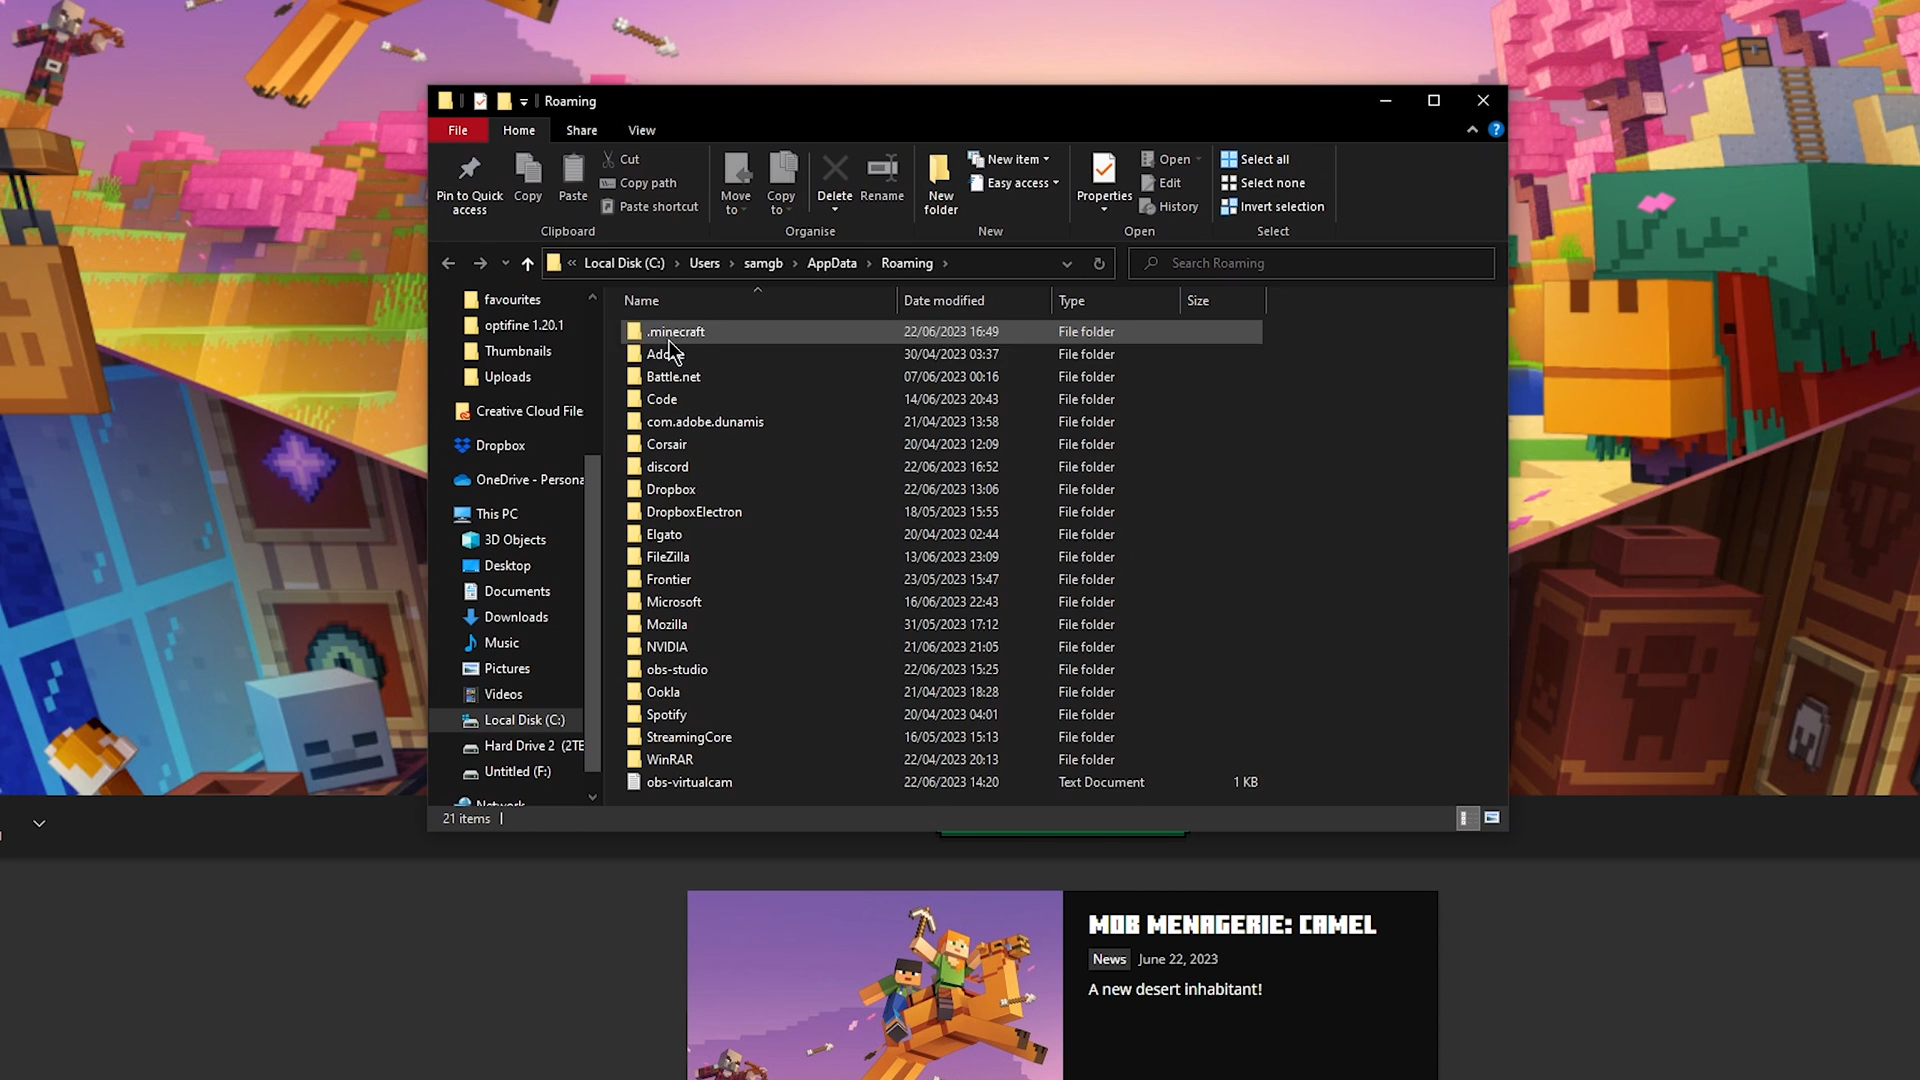 Roaming
File Home Share View
Pin to Quick access
Copy
Paste
Cut
Copy path
Paste shortcut
Clipboard
Move to
Copy to
Delete
Rename
Organise
New folder
New item
Easy access
New
Properties
Open
Edit
History
Open
Select all
Select none
Invert selection
Select
« Local Disk (C:) › Users › samgb › AppData › Roaming ›
Search Roaming
favourites
optifine 1.20.1
Thumbnails
Uploads
Creative Cloud File
Dropbox
OneDrive - Persona
This PC
3D Objects
Desktop
Documents
Downloads
Music
Pictures
Videos
Local Disk (C:)
Hard Drive 2 (2TE
Untitled (F:)
Network
Name Date modified Type Size
.minecraft 22/06/2023 16:49 File folder
Adobe 30/04/2023 03:37 File folder
Battle.net 07/06/2023 00:16 File folder
Code 14/06/2023 20:43 File folder
com.adobe.dunamis 21/04/2023 13:58 File folder
Corsair 20/04/2023 12:09 File folder
discord 22/06/2023 16:52 File folder
Dropbox 22/06/2023 13:06 File folder
DropboxElectron 18/05/2023 15:55 File folder
Elgato 20/04/2023 02:44 File folder
FileZilla 13/06/2023 23:09 File folder
Frontier 23/05/2023 15:47 File folder
Microsoft 16/06/2023 22:43 File folder
Mozilla 31/05/2023 17:12 File folder
NVIDIA 21/06/2023 21:05 File folder
obs-studio 22/06/2023 15:25 File folder
Ookla 21/04/2023 18:28 File folder
Spotify 20/04/2023 04:01 File folder
StreamingCore 16/05/2023 15:13 File folder
WinRAR 22/04/2023 20:13 File folder
obs-virtualcam 22/06/2023 14:20 Text Document 1 KB
21 items
MOB MENAGERIE: CAMEL
News June 22, 2023
A new desert inhabitant!